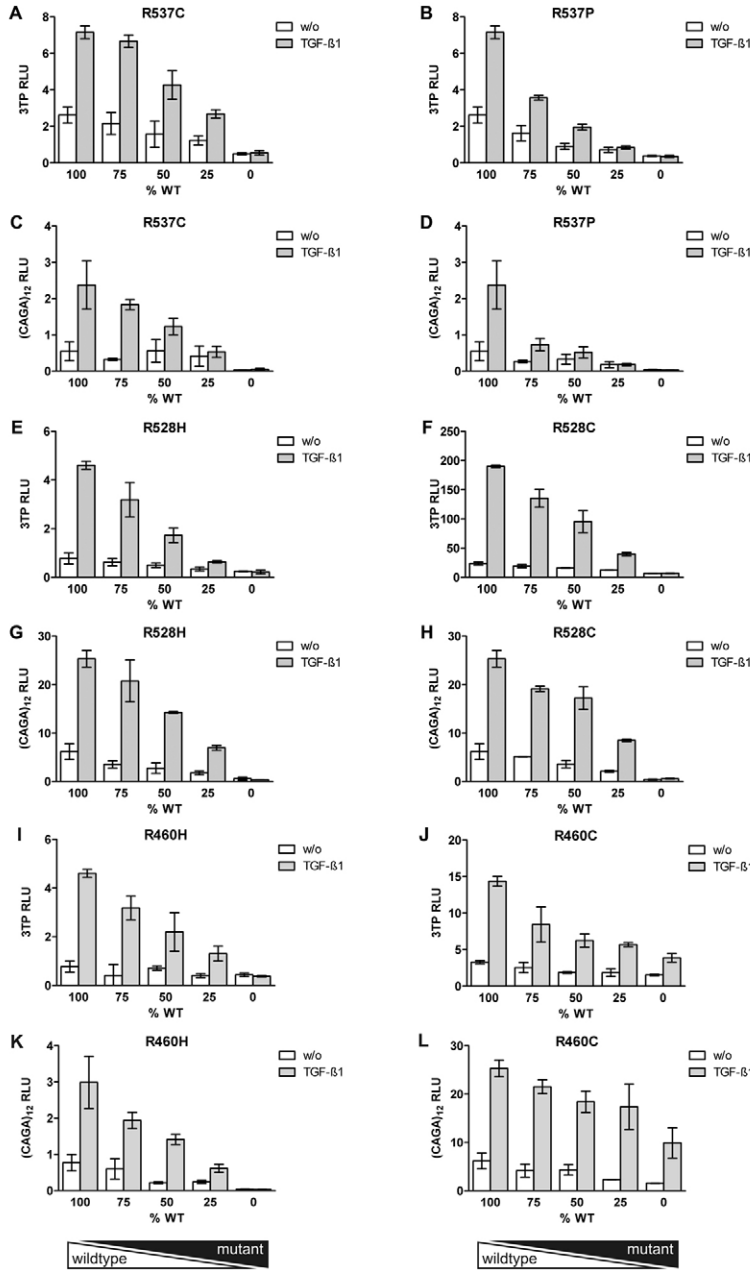 A
R537C
w/o
TGF-ß1
3TP RLU
8
6
4
2
0
100 75 50 25 0
% WT
B
R537P
w/o
TGF-ß1
3TP RLU
8
6
4
2
0
100 75 50 25 0
% WT
C
R537C
w/o
TGF-ß1
(CAGA)12 RLU
4
3
2
1
0
100 75 50 25 0
% WT
D
R537P
w/o
TGF-ß1
(CAGA)12 RLU
4
3
2
1
0
100 75 50 25 0
% WT
E
R528H
w/o
TGF-ß1
3TP RLU
6
4
2
0
100 75 50 25 0
% WT
F
R528C
w/o
TGF-ß1
3TP RLU
250
200
150
100
50
0
100 75 50 25 0
% WT
G
R528H
w/o
TGF-ß1
(CAGA)12 RLU
30
20
10
0
100 75 50 25 0
% WT
H
R528C
w/o
TGF-ß1
(CAGA)12 RLU
30
20
10
0
100 75 50 25 0
% WT
I
R460H
w/o
TGF-ß1
3TP RLU
6
4
2
0
100 75 50 25 0
% WT
J
R460C
w/o
TGF-ß1
3TP RLU
20
15
10
5
0
100 75 50 25 0
% WT
K
R460H
w/o
TGF-ß1
(CAGA)12 RLU
4
3
2
1
0
100 75 50 25 0
% WT
L
R460C
w/o
TGF-ß1
(CAGA)12 RLU
30
20
10
0
100 75 50 25 0
% WT
wildtype mutant
wildtype mutant